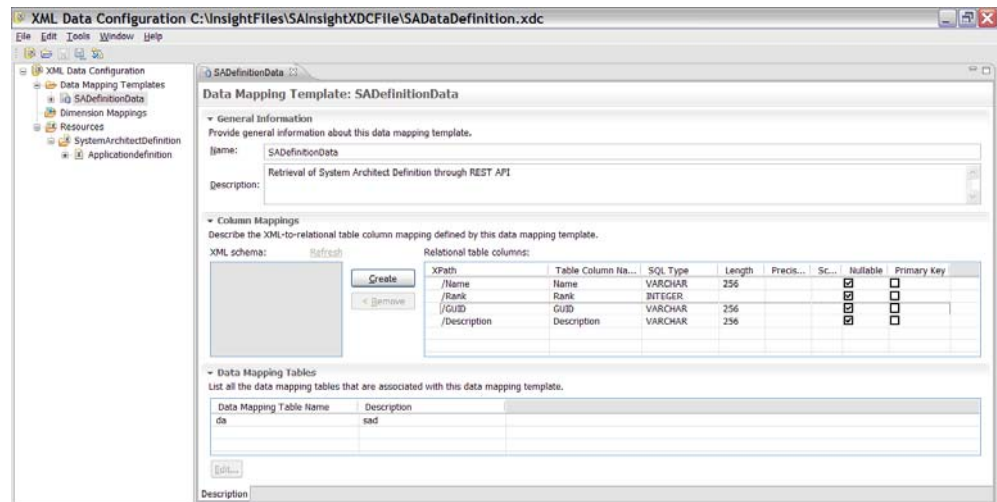 XML Data Configuration C:\InsightFiles\SAInsightXDCFile\SADataDefinition.xdc
File Edit Tools Window Help
XML Data Configuration
Data Mapping Templates
SADefinitionData
Dimension Mappings
Resources
SystemArchitectDefinition
Applicationdefinition
SADefinitionData
Data Mapping Template: SADefinitionData
General Information
Provide general information about this data mapping template.
Name: SADefinitionData
Description: Retrieval of System Architect Definition through REST API
Column Mappings
Describe the XML-to-relational table column mapping defined by this data mapping template.
XML schema: Refresh Relational table columns:
Create
< Remove
XPath Table Column Na... SQL Type Length Precis... Sc... Nullable Primary Key
/Name Name VARCHAR 256
/Rank Rank INTEGER
/GUID GUID VARCHAR 256
/Description Description VARCHAR 256
Data Mapping Tables
List all the data mapping tables that are associated with this data mapping template.
Data Mapping Table Name Description
da sad
Edit...
Description